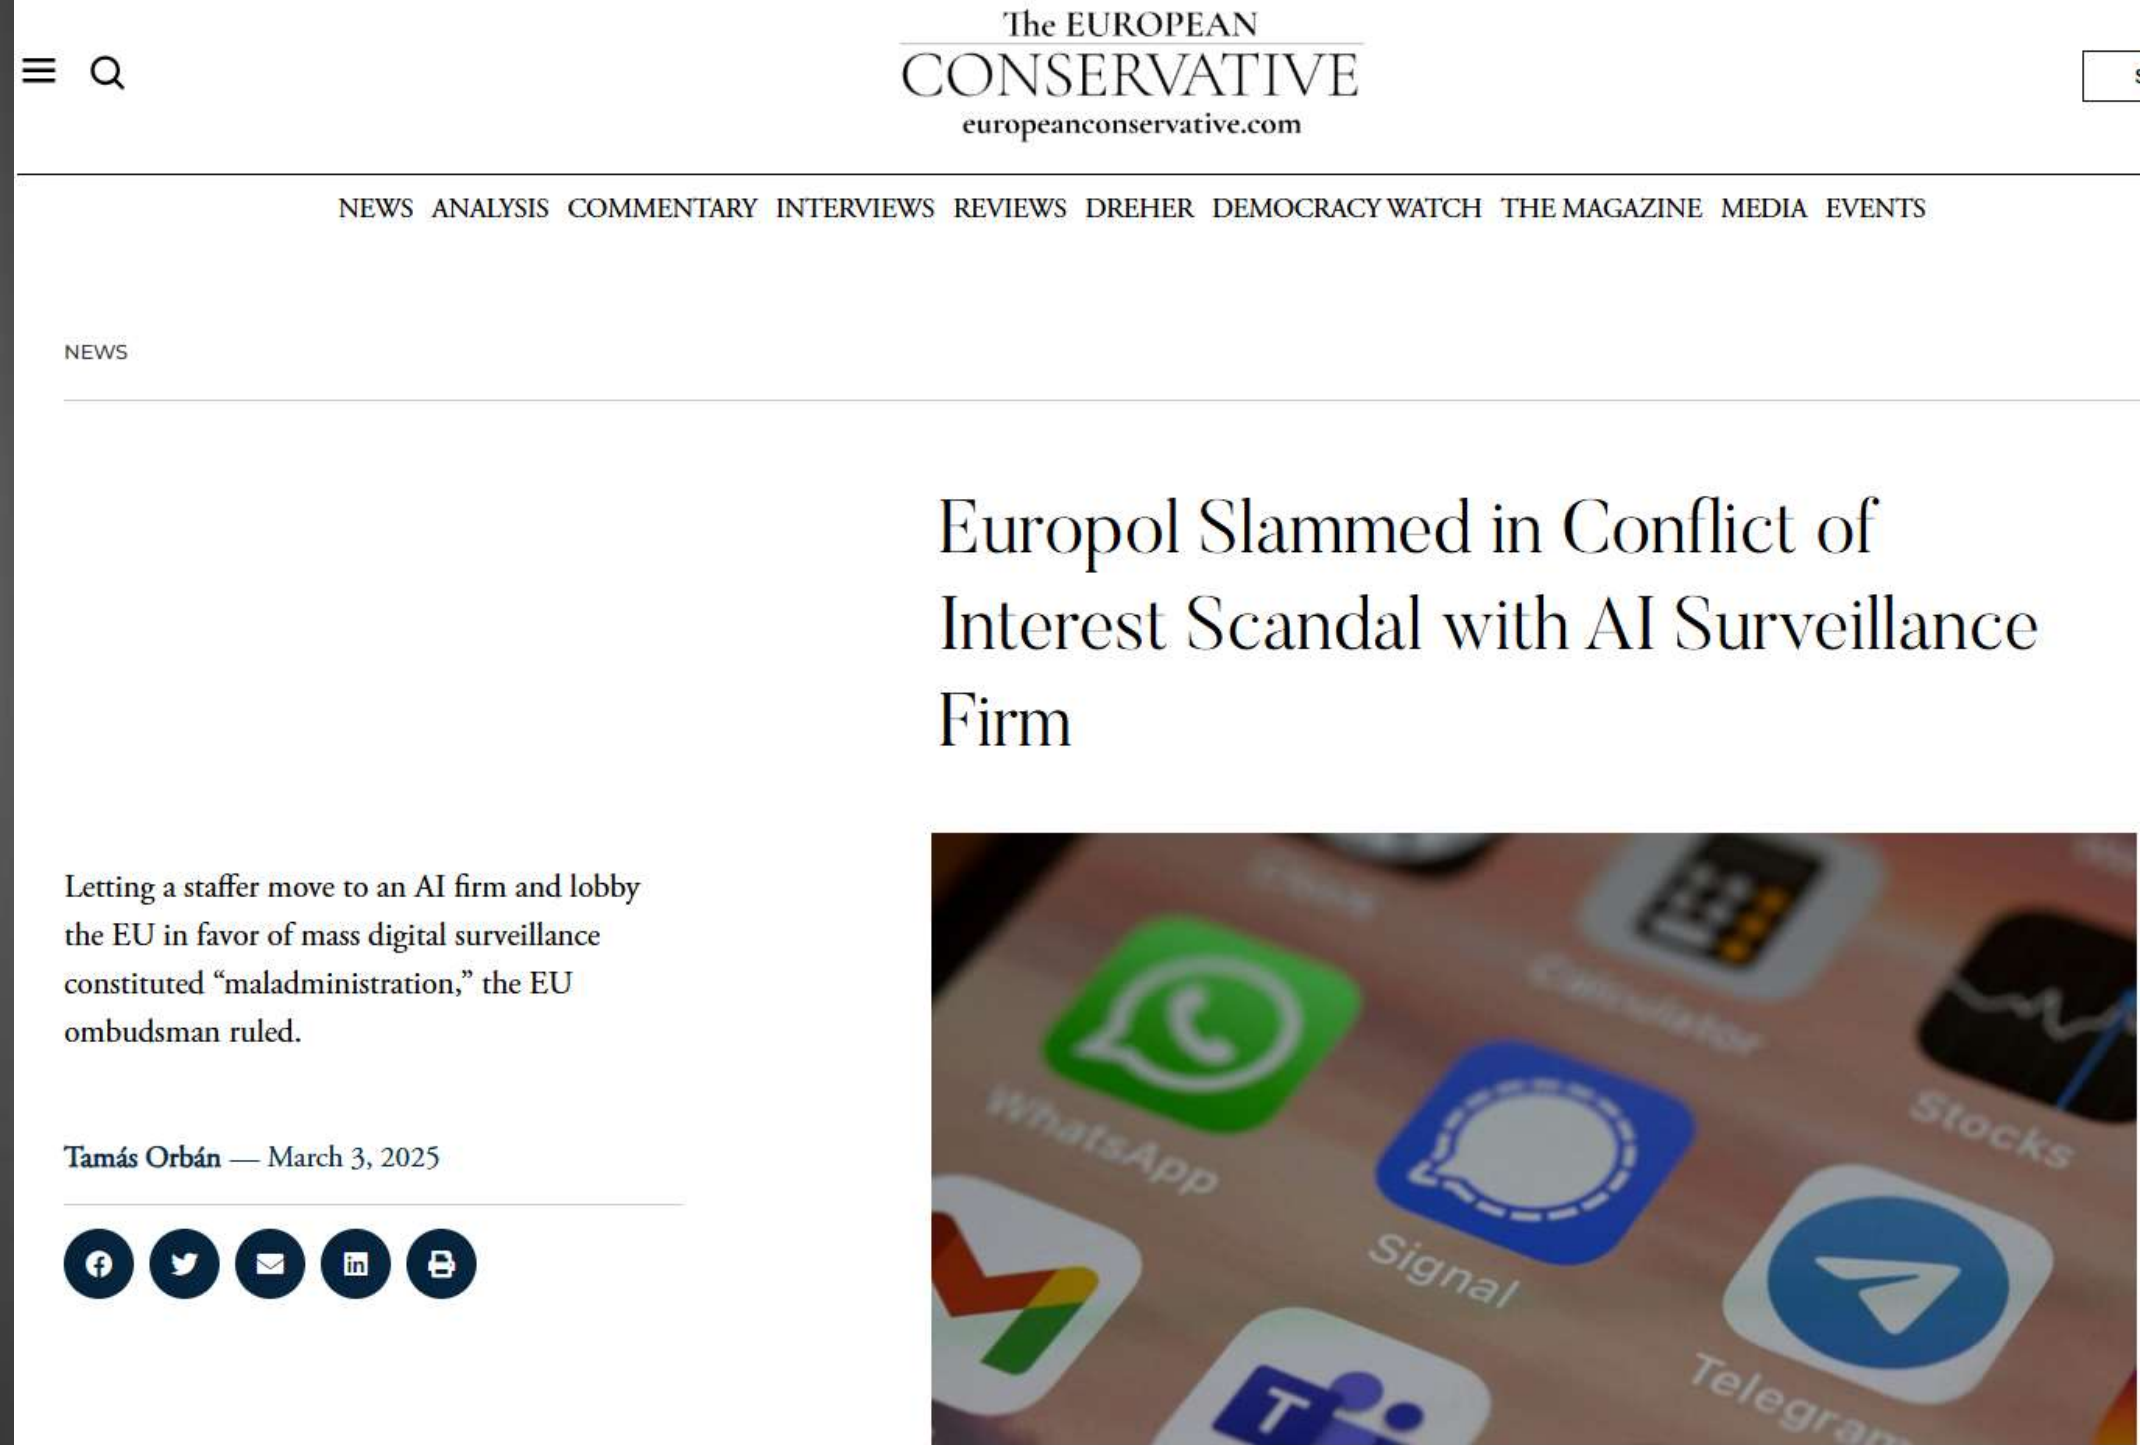 The EUROPEAN
CONSERVATIVE
europeanconservative.com
NEWS ANALYSIS COMMENTARY INTERVIEWS REVIEWS DREHER DEMOCRACY WATCH THE MAGAZINE MEDIA EVENTS
NEWS
Europol Slammed in Conflict of
Interest Scandal with AI Surveillance
Firm
Letting a staffer move to an AI firm and lobby
the EU in favor of mass digital surveillance
constituted “maladministration,” the EU
ombudsman ruled.
Tamás Orbán — March 3, 2025
Calculator
Stocks
WhatsApp
Signal
Telegram